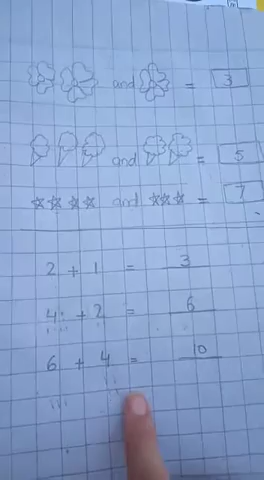 and = 3
and = 5
and = 7
2 + 1 = 3
4 + 2 = 6
6 + 4 = 10